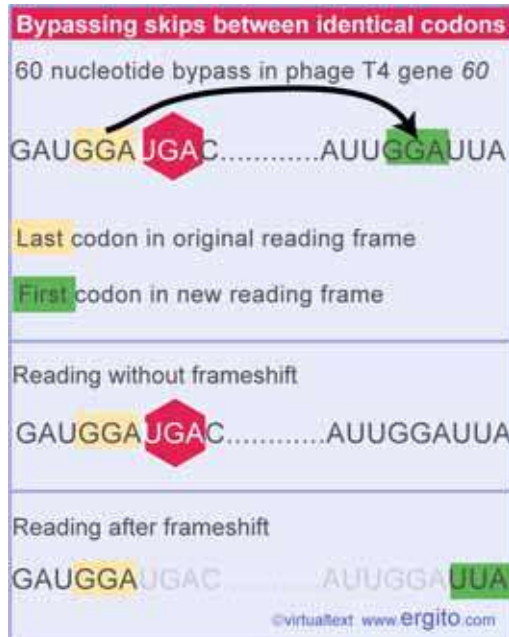 Bypassing skips between identical codons
60 nucleotide bypass in phage T4 gene 60
GAUGGAUGAC............AUUGGAUUA
Last codon in original reading frame
First codon in new reading frame
Reading without frameshift
GAUGGAUGAC............AUUGGAUUA
Reading after frameshift
GAUGGAUGAC............AUUGGAUUA
©virtualtext www.ergito.com